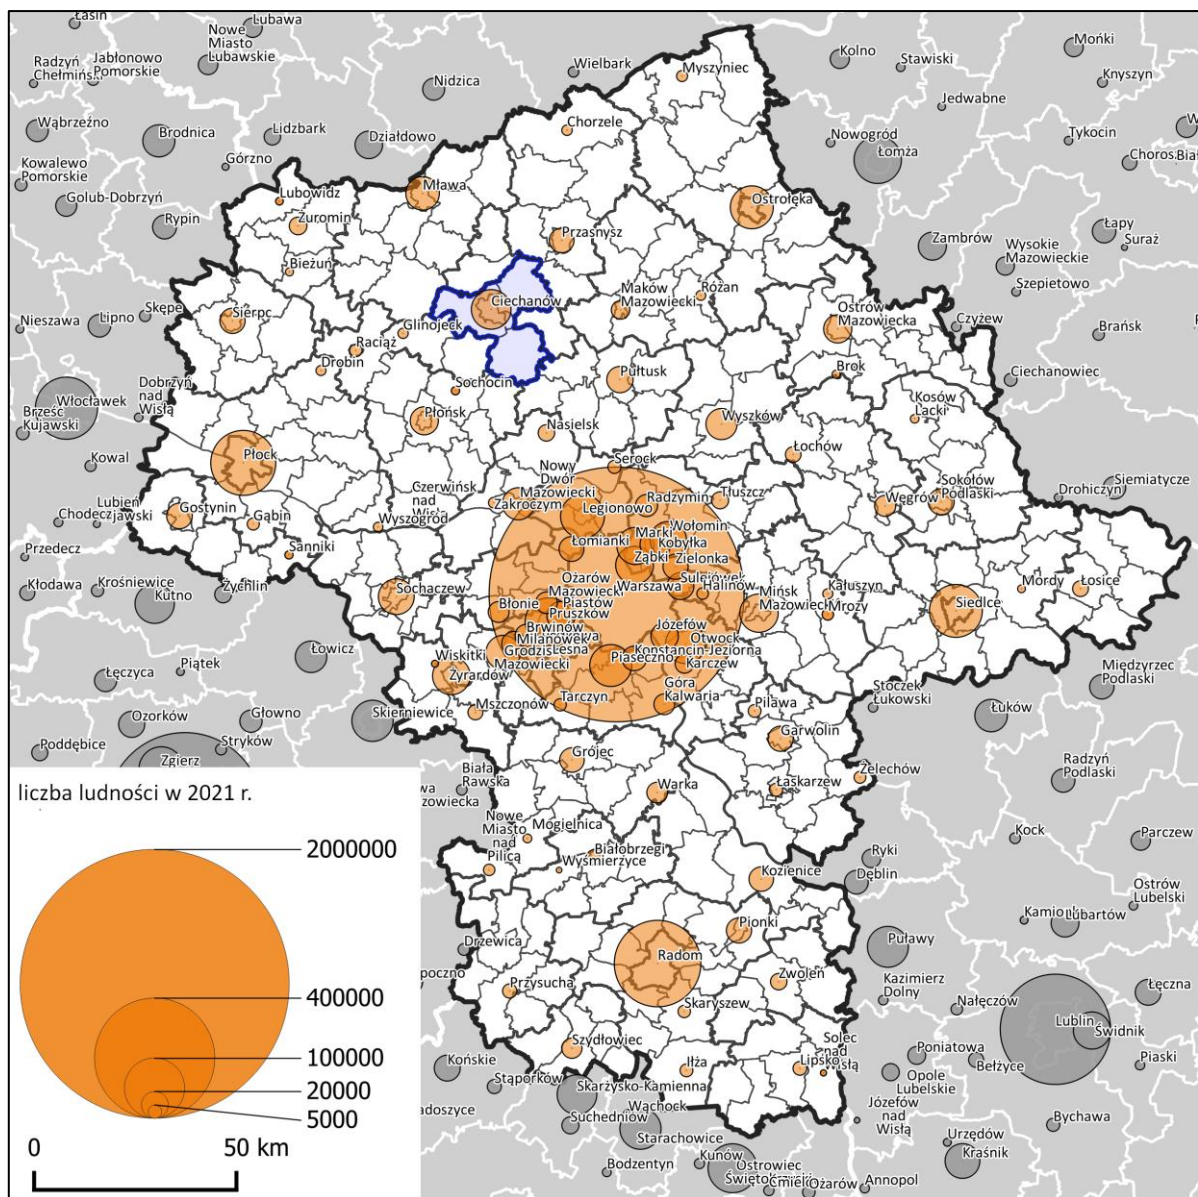 Łasin
Lubawa
Nowe
Miasto
Lubawskie
Radzyń
Chełmiński
Jabłonowo
Pomorskie
Wielbark
Myszyniec
Kolno
Stawiski
Mońki
Knyszyn
Nidzica
Jedwabne
Wąbrzeźno
Brodnica
Lidzbark
Działdowo
Chorzele
Nowogród
Łomża
Tykocin
Choros
Kowalewo
Pomorskie
Górzno
Golub-Dobrzyń
Rypin
Lubowidz
Mława
Żuromin
Ostrołęka
Przasnysz
Zambrów
Łapy
Suraż
Wysokie
Mazowieckie
Szepietowo
Bieżuń
Ciechanów
Maków
Mazowiecki
Różan
Ostrów
Mazowiecka
Czyżew
Brańsk
Skępe
Nieszawa
Lipno
Sierpc
Glinojeck
Raciąż
Drobin
Sochocin
Pułtusk
Brok
Ciechanowiec
Dobrzyń
nad
Wisłą
Włocławek
Brześć
Kujawski
Płońsk
Nasielsk
Wyszków
Kosów
Lacki
Łochów
Kowal
Płock
Nowy
Dwór
Mazowiecki
Serock
Czerwińsk
nad
Wisłą
Zakroczym
Legionowo
Radzymin
Tłuszcz
Węgrów
Sokołów
Podlaski
Drohiczyn
Siemiatycze
Lubień
Chodecz
Gostynin
Gąbin
Wyszogród
Wołomin
Marki
Kobyłka
Łomianki
Ząbki
Zielonka
Przedecz
Sanniki
Kłodawa
Krośniewice
Kutno
Żychlin
Sochaczew
Ożarów
Mazowiecki
Warszawa
Sulejówek
Halinów
Mińsk
Mazowiecki
Kałuszyn
Mrozy
Siedlce
Mordy
Łosice
Błonie
Piastów
Pruszków
Brwinów
Milanówek
Józefów
Otwock
Konstancin-Jeziorna
Piaseczno
Karczew
Mazowiecki
Łęczyca
Piątek
Łowicz
Wiskitki
Żyrardów
Mszczonów
Tarczyn
Góra
Kalwaria
Pilawa
Stoczek
Łukowski
Międzyrzec
Podlaski
Łuków
Ozorków
Głowno
Stryków
Poddębice
Zgierz
Skierniewice
Garwolin
Grójec
Żelechów
Radzyń
Podlaski
Biała
Rawska
Warka
Łaskarzew
liczba ludności w 2021 r.
2000000
400000
100000
20000
5000
0
50 km
Nowe
Miasto
nad
Pilicą
Mogielnica
Białobrzegi
Wyśmierzyce
Kock
Parczew
Ryki
Dęblin
Kozienice
Ostrów
Lubelski
Lubartów
Drzewica
Pionki
Puławy
Radom
Przysucha
Zwoleń
Kazimierz
Dolny
Nałęczów
Łęczna
Skaryszew
Lublin
Świdnik
Szydłowiec
Solec
nad
Wisłą
Lipsko
Iłża
Końskie
Stąporków
Skarżysko-Kamienna
Suchedniów
Wąchock
Starachowice
Poniatowa
Bełżyce
Piaski
Opole
Lubelskie
Józefów
nad
Wisłą
Bychawa
Urzędów
Kraśnik
Bodzentyn
Kunów
Ostrowiec
Ożarów
Annopol